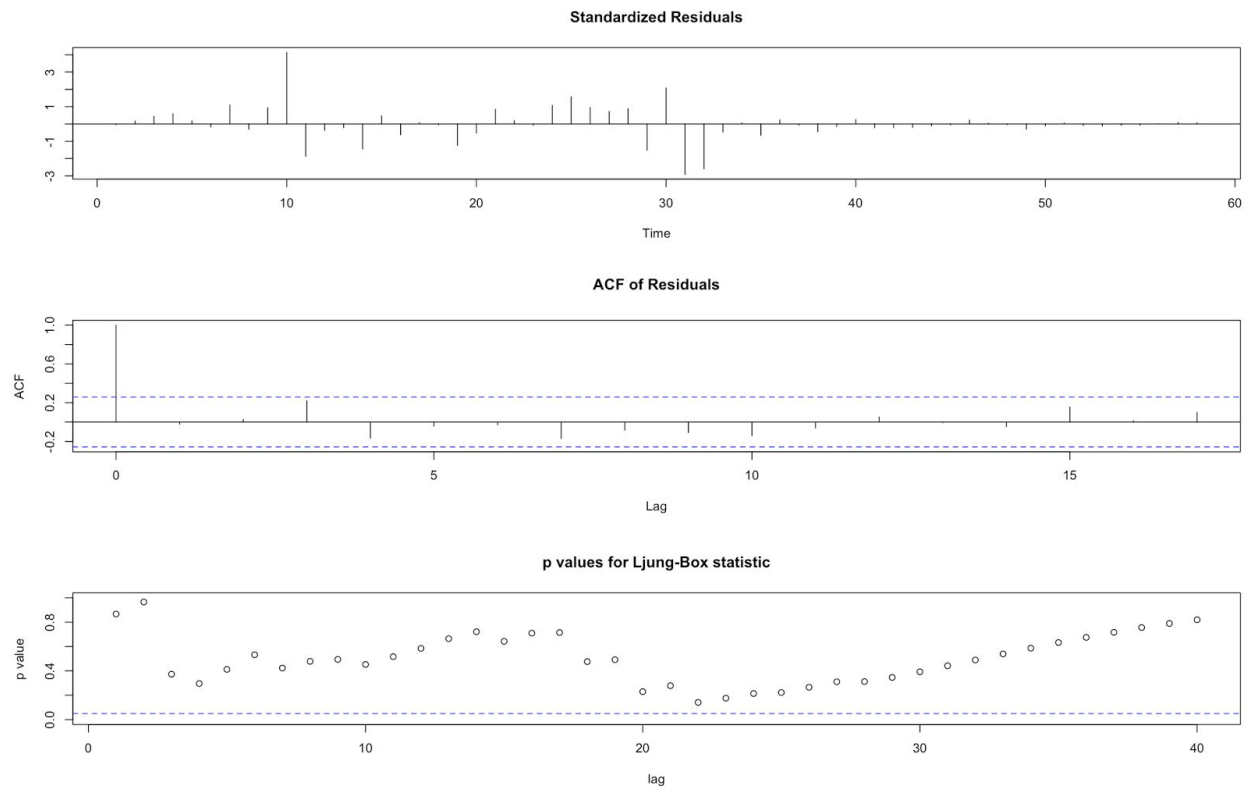 Standardized Residuals
3
1
-1
-3
0 10 20 30 40 50 60
Time
ACF of Residuals
ACF
1.0
0.6
0.2
-0.2
0 5 10 15
Lag
p values for Ljung-Box statistic
p value
0.8
0.4
0.0
0 10 20 30 40
lag